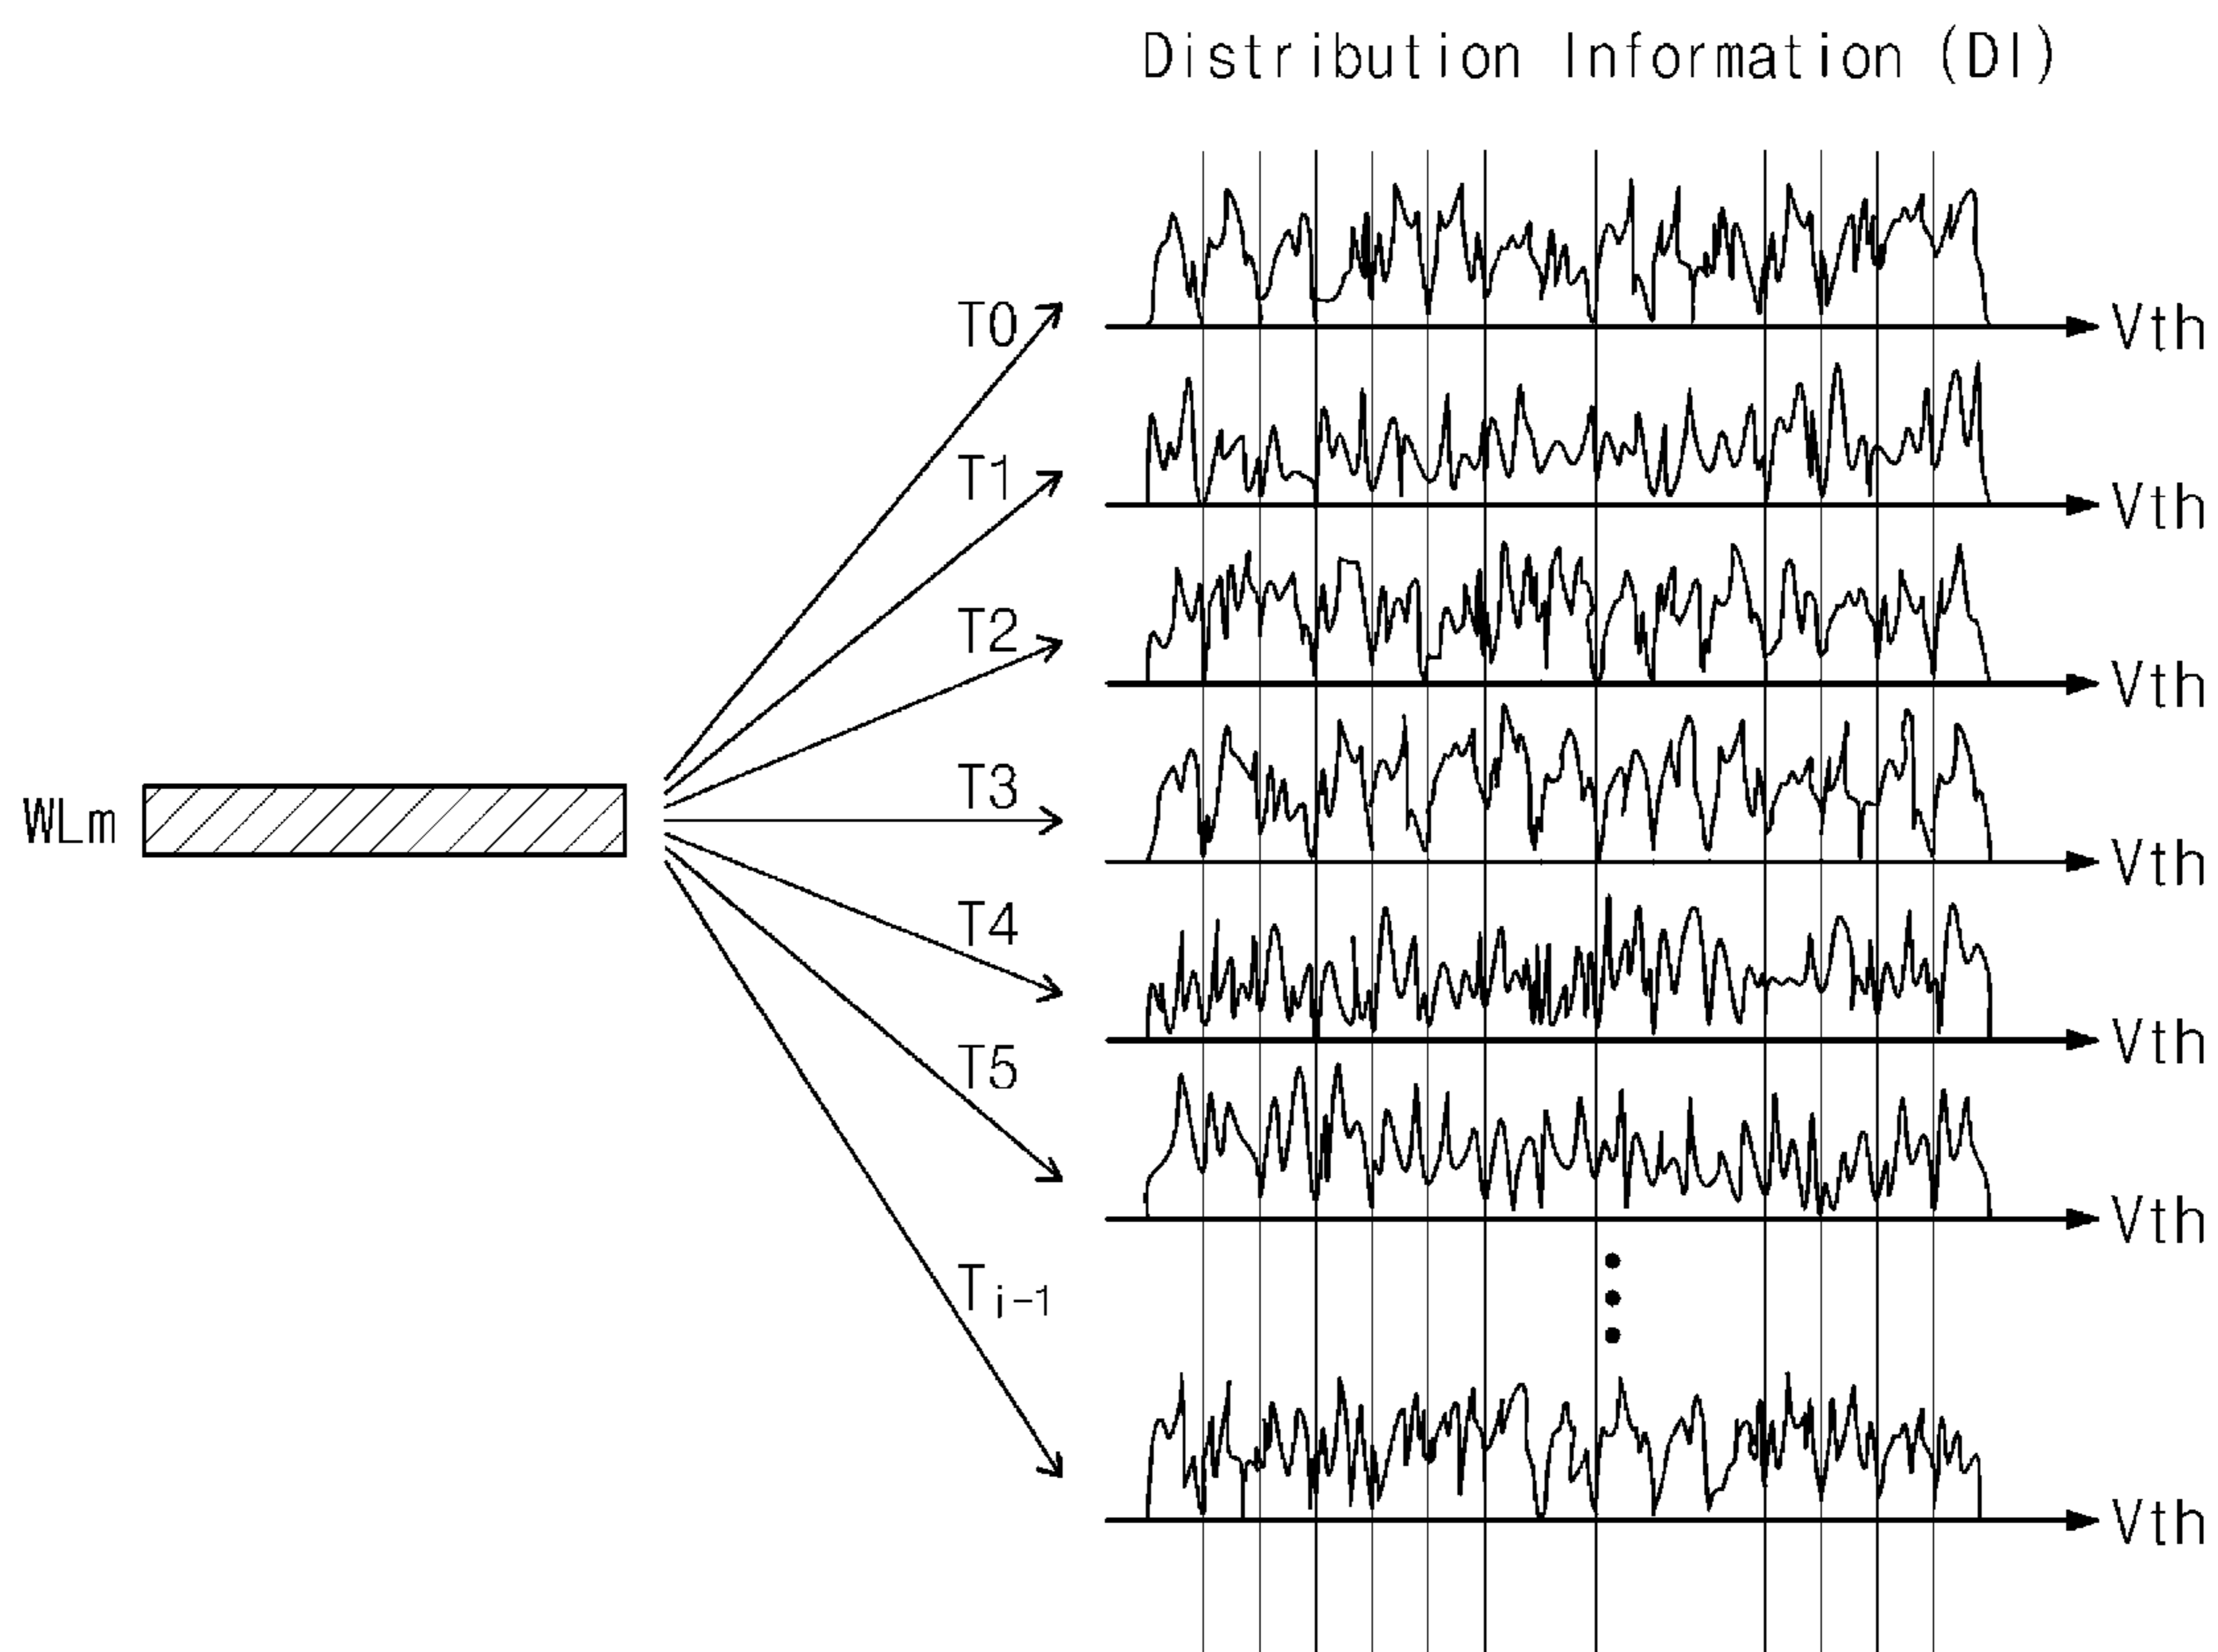 Distribution Information (DI)
T0
Vth
T1
Vth
T2
Vth
T3
WLm
Vth
T4
Vth
T5
Vth
Ti-1
Vth